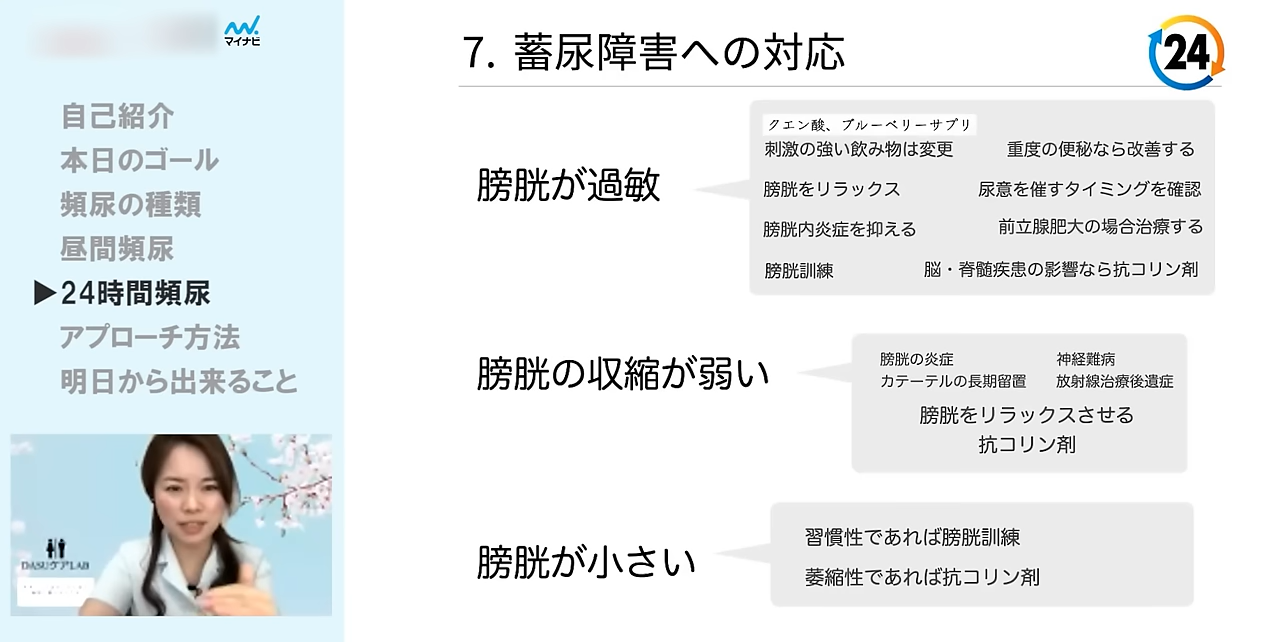 マイナビ
自己紹介
本日のゴール
頻尿の種類
昼間頻尿
▶24時間頻尿
アプローチ方法
明日から出来ること
DASUケアLAB
7. 蓄尿障害への対応
24
膀胱が過敏
クエン酸、ブルーベリーサプリ
刺激の強い飲み物は変更
重度の便秘なら改善する
膀胱をリラックス
尿意を催すタイミングを確認
膀胱内炎症を抑える
前立腺肥大の場合治療する
膀胱訓練
脳・脊髄疾患の影響なら抗コリン剤
膀胱の収縮が弱い
膀胱の炎症
神経難病
カテーテルの長期留置
放射線治療後遺症
膀胱をリラックスさせる
抗コリン剤
膀胱が小さい
習慣性であれば膀胱訓練
萎縮性であれば抗コリン剤